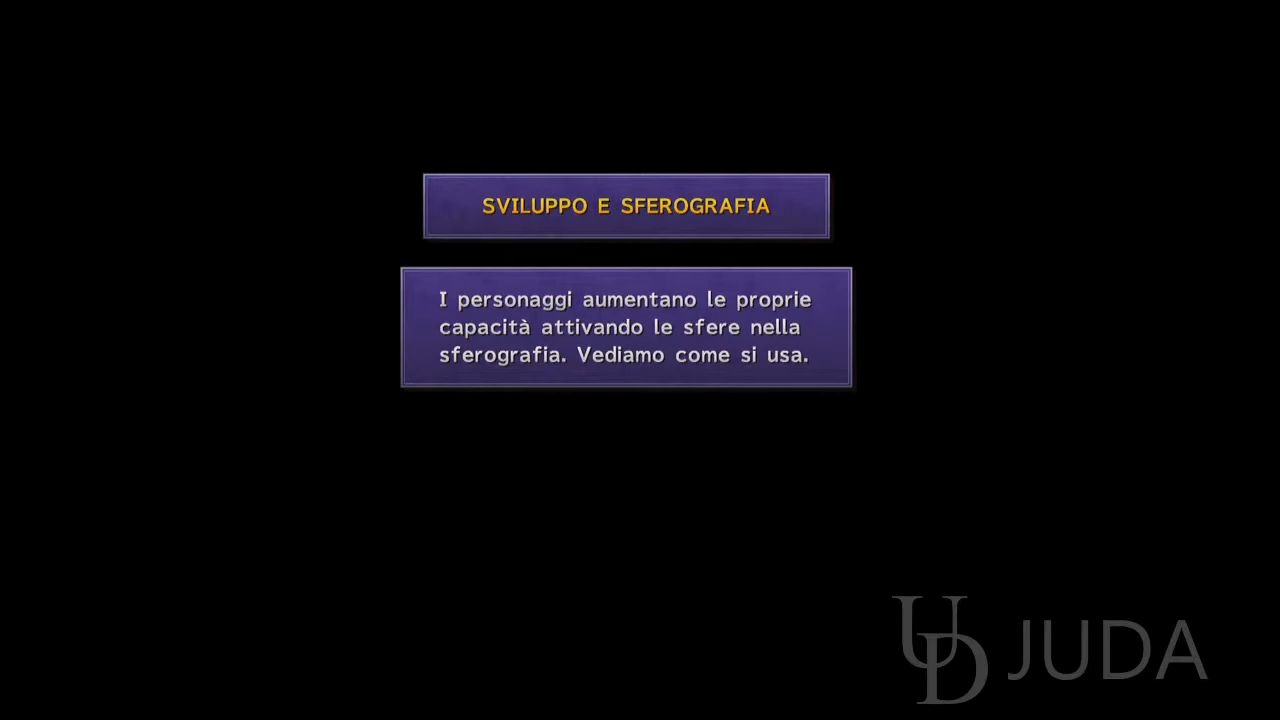 SVILUPPO E SFEROGRAFIA
I personaggi aumentano le proprie
capacità attivando le sfere nella
sferografia. Vediamo come si usa.
UD JUDA